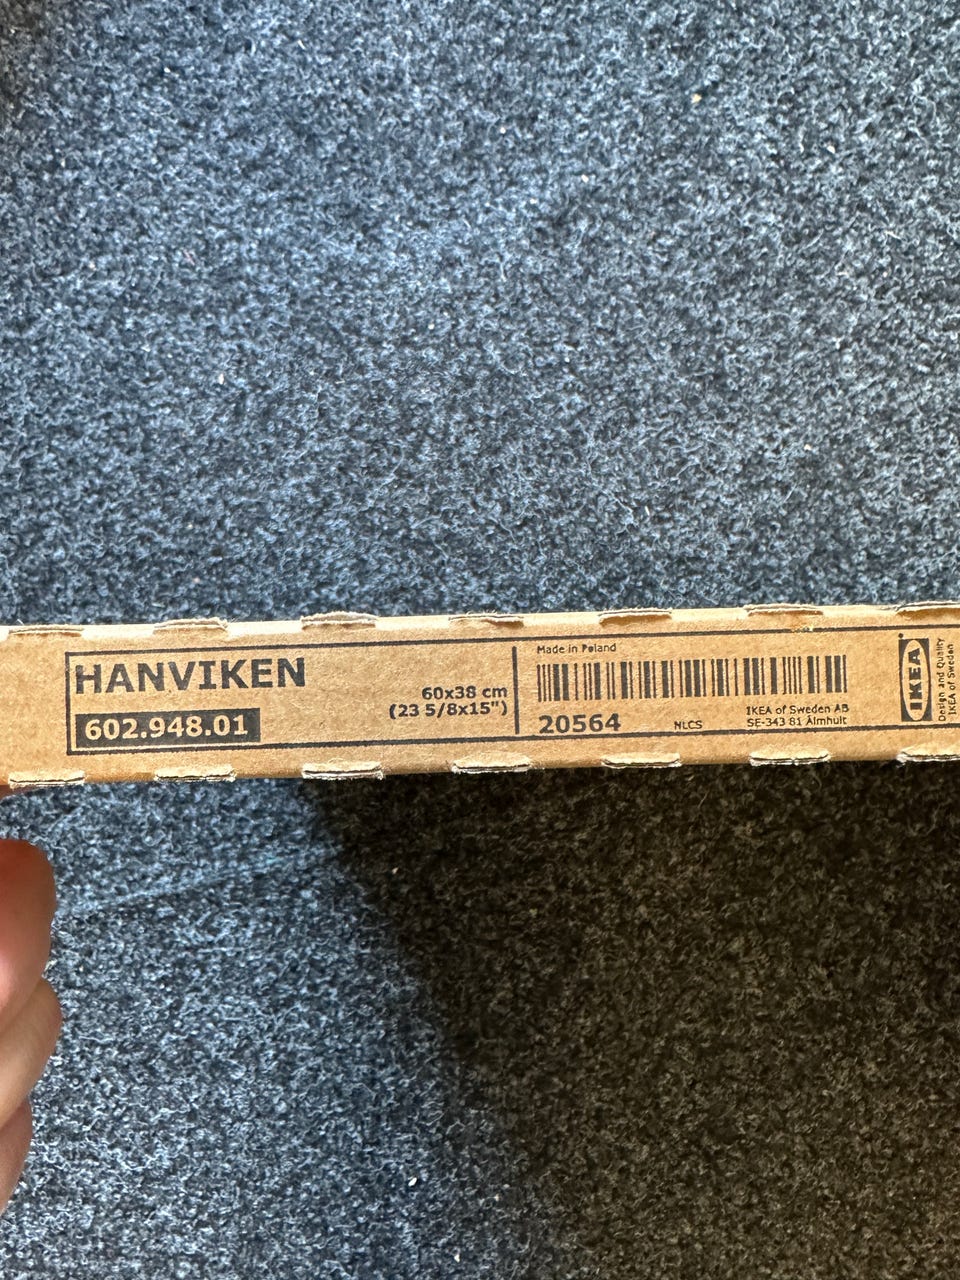 HANVIKEN
602.948.01
60x38 cm
(23 5/8x15")
Made in Poland
20564
NLCS
IKEA of Sweden AB
SE-343 81 Älmhult
IKEA
Design and Quality
IKEA of Sweden